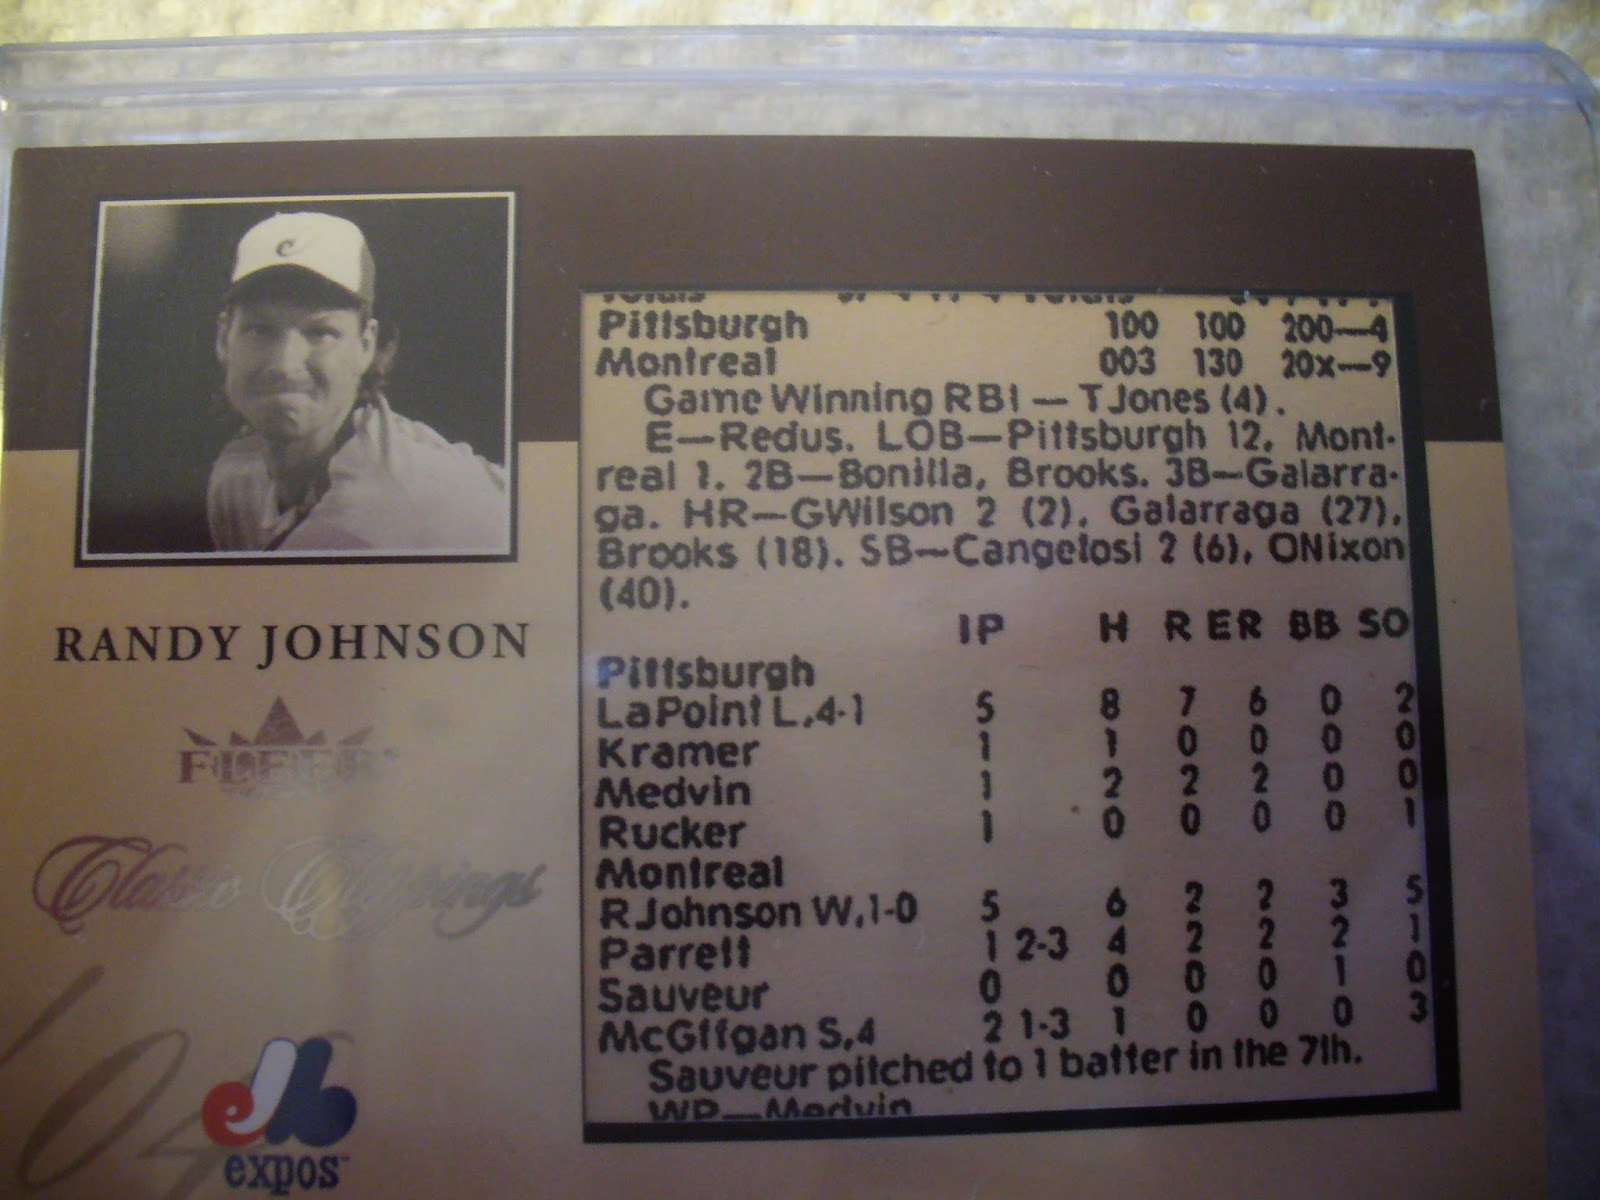 RANDY JOHNSON
FLEER
Classic Clippings
'04
expos
Pittsburgh 100 100 200—4
Montreal 003 130 20x—9
Game Winning RBI — TJones (4).
E—Redus. LOB—Pittsburgh 12, Mont-
real 1. 2B—Bonilla, Brooks. 3B—Galarra-
ga. HR—GWilson 2 (2), Galarraga (27),
Brooks (18). SB—Cangelosi 2 (6), ONixon
(40).
IP H R ER BB SO
Pittsburgh
LaPoint L,4-1 5 8 7 6 0 2
Kramer 1 1 0 0 0 0
Medvin 1 2 2 2 0 0
Rucker 1 0 0 0 0 1
Montreal
RJohnson W,1-0 5 6 2 2 3 5
Parrett 1 2-3 4 2 2 2 1
Sauveur 0 0 0 0 1 0
McGffgan S,4 2 1-3 1 0 0 0 3
Sauveur pitched to 1 batter in the 7th.
WP—Medvin